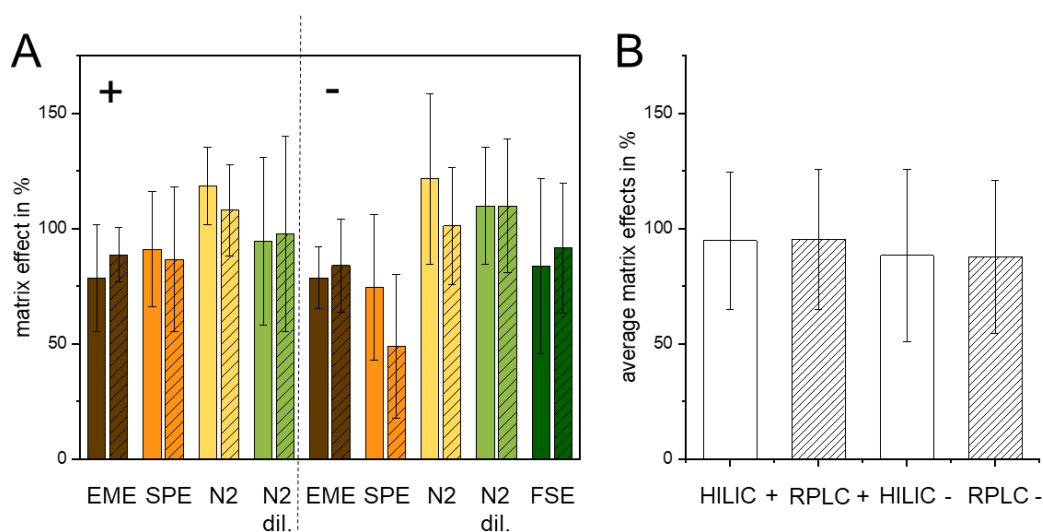 A
+
-
matrix effect in %
150
100
50
0
EME SPE N2 N2 dil. EME SPE N2 N2 dil. FSE
B
average matrix effects in %
150
100
50
0
HILIC + RPLC + HILIC - RPLC -